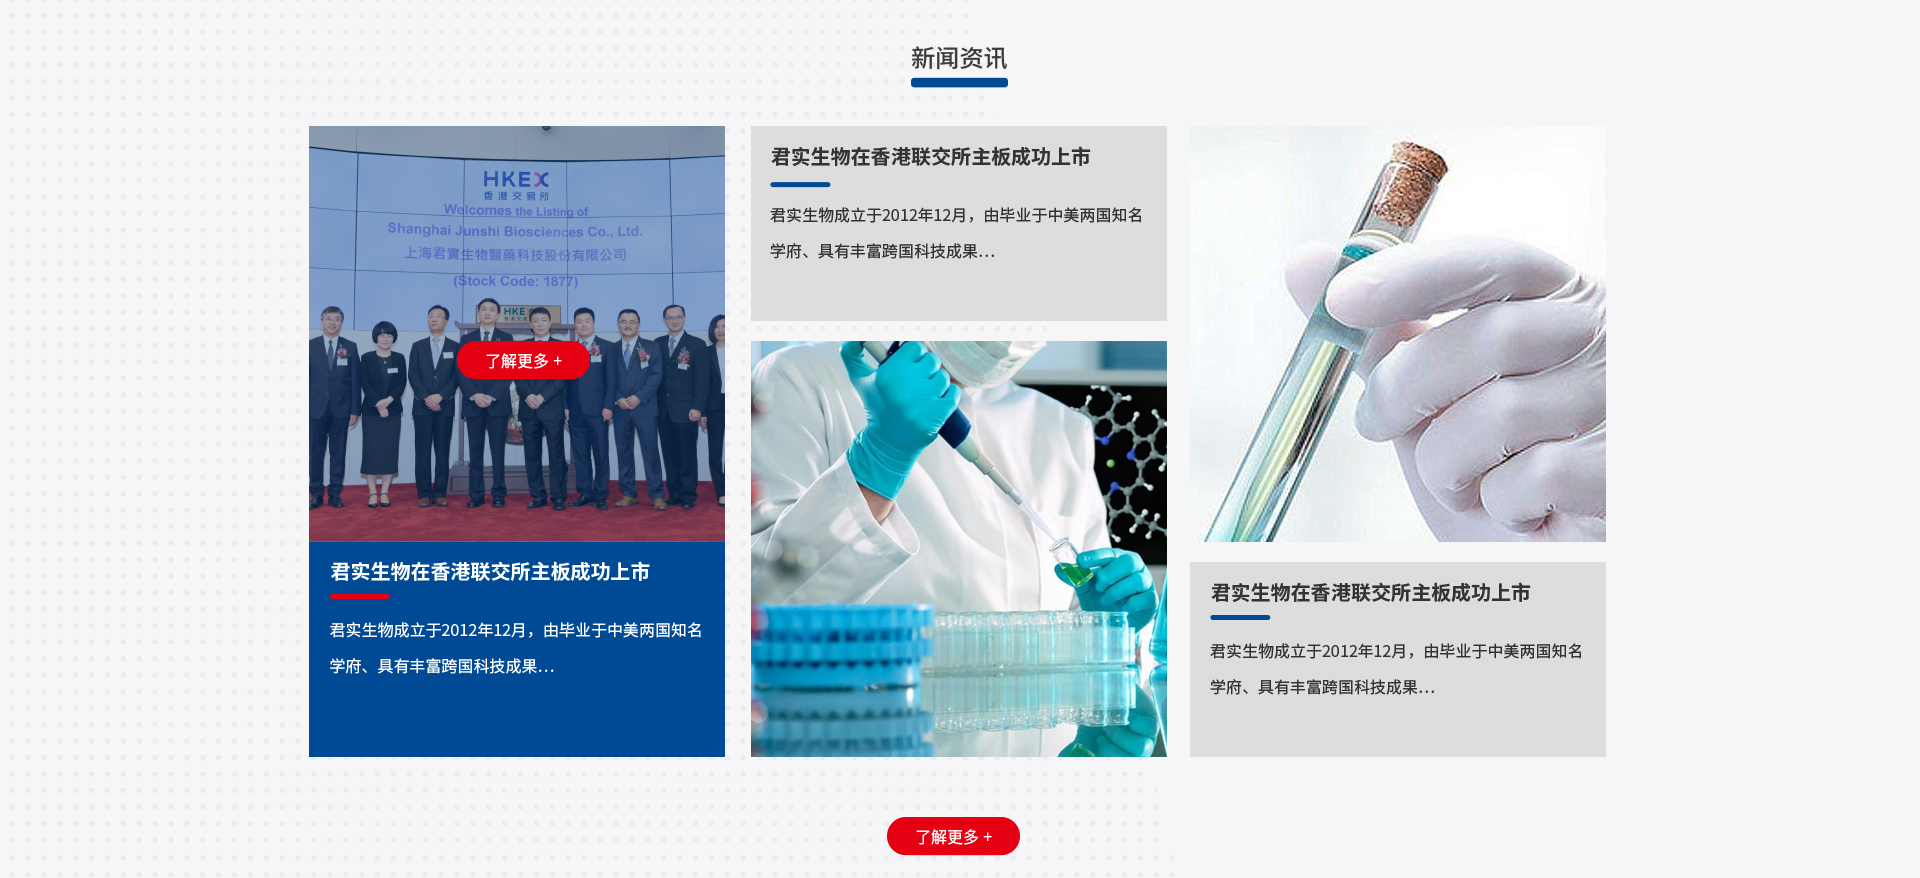 新闻资讯
HKEX
香港交易所
Welcomes the Listing of
Shanghai Junshi Biosciences Co., Ltd.
上海君實生物醫藥科技股份有限公司
(Stock Code: 1877)
HKEX
了解更多 +
君实生物在香港联交所主板成功上市
君实生物成立于2012年12月，由毕业于中美两国知名
学府、具有丰富跨国科技成果...
君实生物在香港联交所主板成功上市
君实生物成立于2012年12月，由毕业于中美两国知名
学府、具有丰富跨国科技成果...
君实生物在香港联交所主板成功上市
君实生物成立于2012年12月，由毕业于中美两国知名
学府、具有丰富跨国科技成果...
了解更多 +